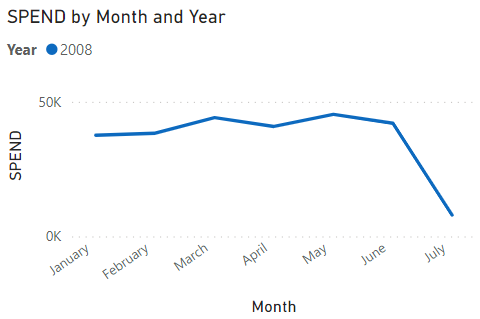 SPEND by Month and Year
Year 2008
50K
SPEND
0K
January February March April May June July
Month